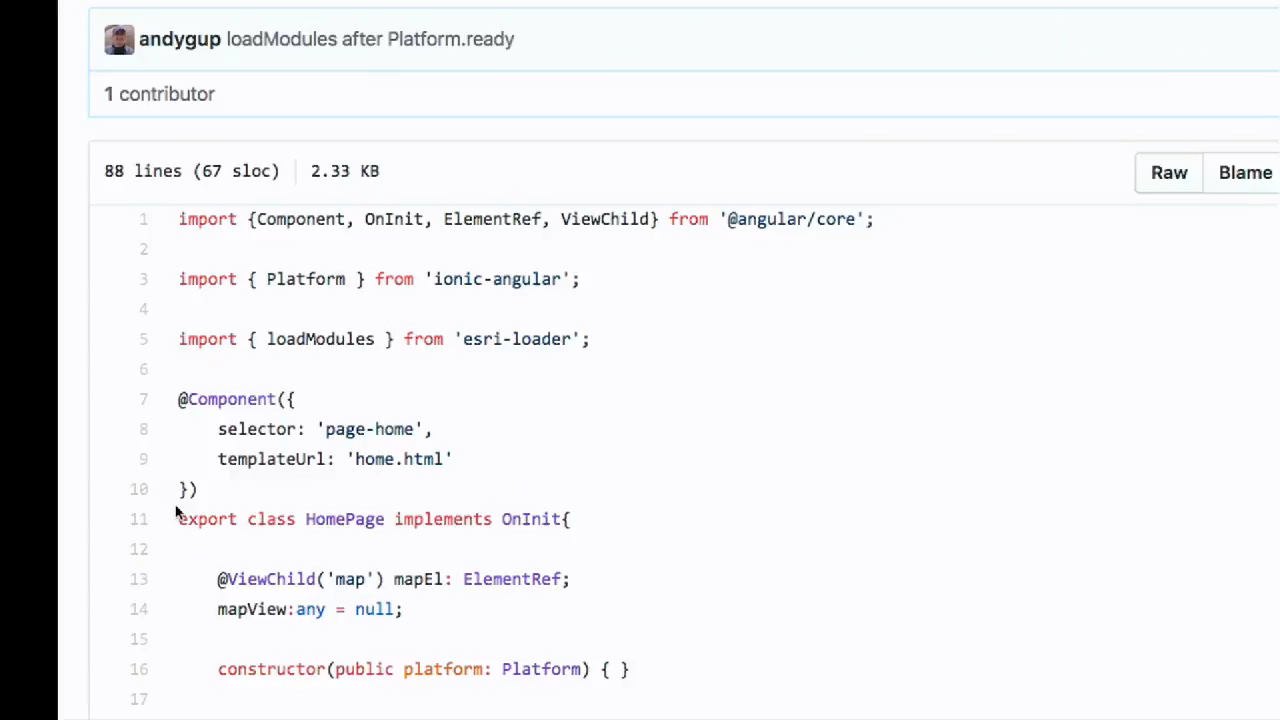 andygup loadModules after Platform.ready
1 contributor
88 lines (67 sloc) 2.33 KB
Raw Blame
1 import {Component, OnInit, ElementRef, ViewChild} from '@angular/core';
2
3 import { Platform } from 'ionic-angular';
4
5 import { loadModules } from 'esri-loader';
6
7 @Component({
8 selector: 'page-home',
9 templateUrl: 'home.html'
10 })
11 export class HomePage implements OnInit{
12
13 @ViewChild('map') mapEl: ElementRef;
14 mapView:any = null;
15
16 constructor(public platform: Platform) { }
17